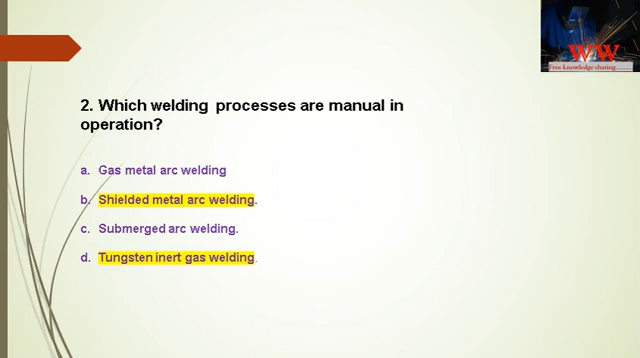 WW
Free knowledge sharing........
2. Which welding processes are manual in
operation?
a. Gas metal arc welding
b. Shielded metal arc welding.
c. Submerged arc welding.
d. Tungsten inert gas welding.